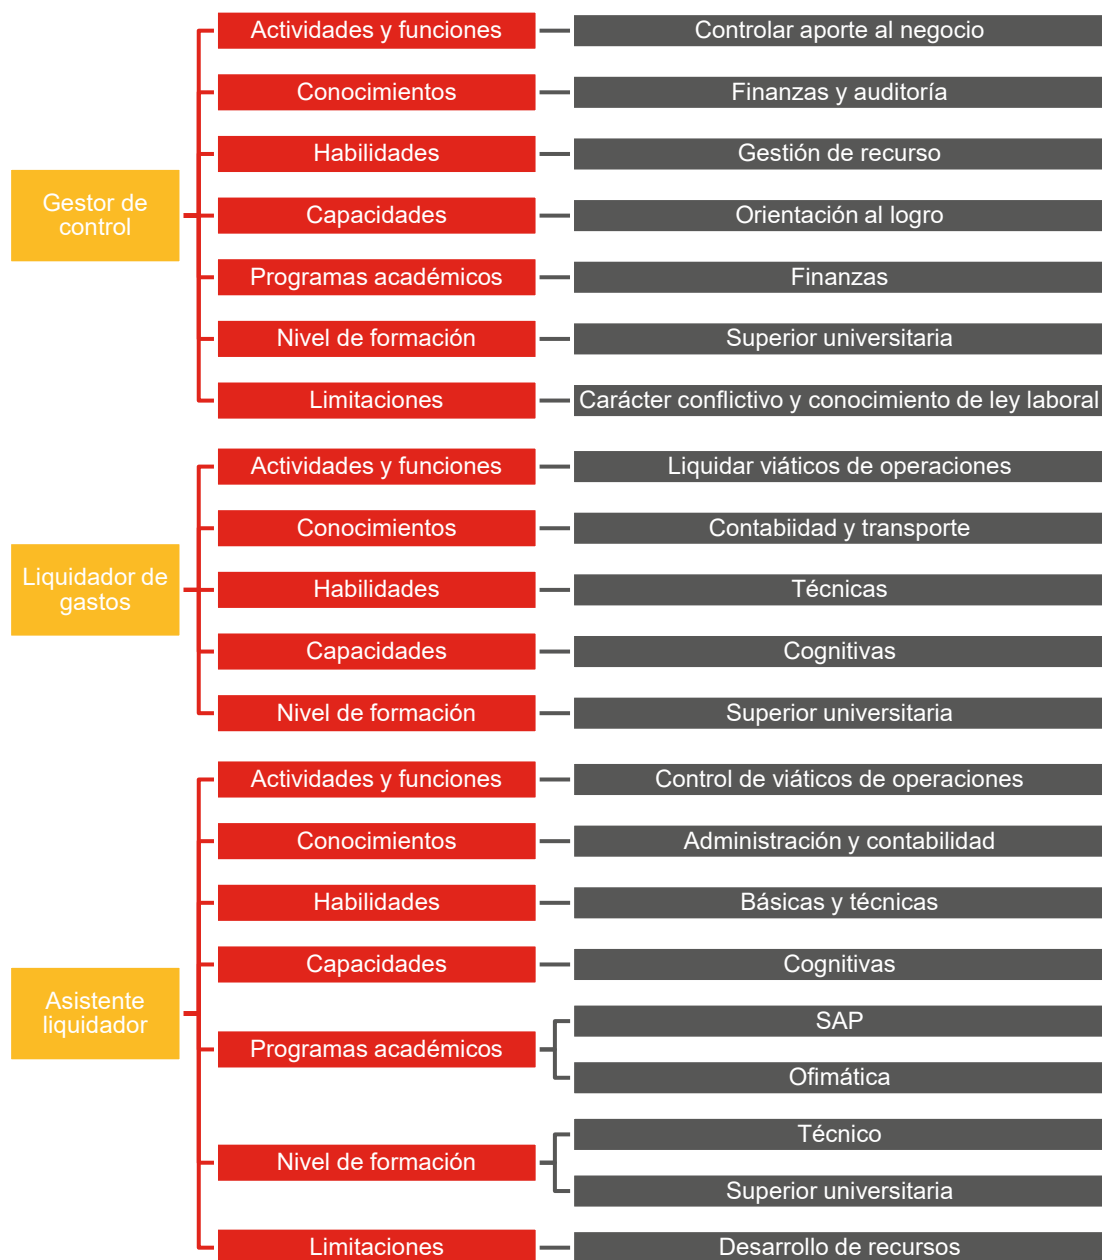 Gestor de
control
Actividades y funciones
Controlar aporte al negocio
Conocimientos
Finanzas y auditoría
Habilidades
Gestión de recurso
Capacidades
Orientación al logro
Programas académicos
Finanzas
Nivel de formación
Superior universitaria
Limitaciones
Carácter conflictivo y conocimiento de ley laboral
Liquidador de
gastos
Actividades y funciones
Liquidar viáticos de operaciones
Conocimientos
Contabiidad y transporte
Habilidades
Técnicas
Capacidades
Cognitivas
Nivel de formación
Superior universitaria
Asistente
liquidador
Actividades y funciones
Control de viáticos de operaciones
Conocimientos
Administración y contabilidad
Habilidades
Básicas y técnicas
Capacidades
Cognitivas
Programas académicos
SAP
Ofimática
Nivel de formación
Técnico
Superior universitaria
Limitaciones
Desarrollo de recursos